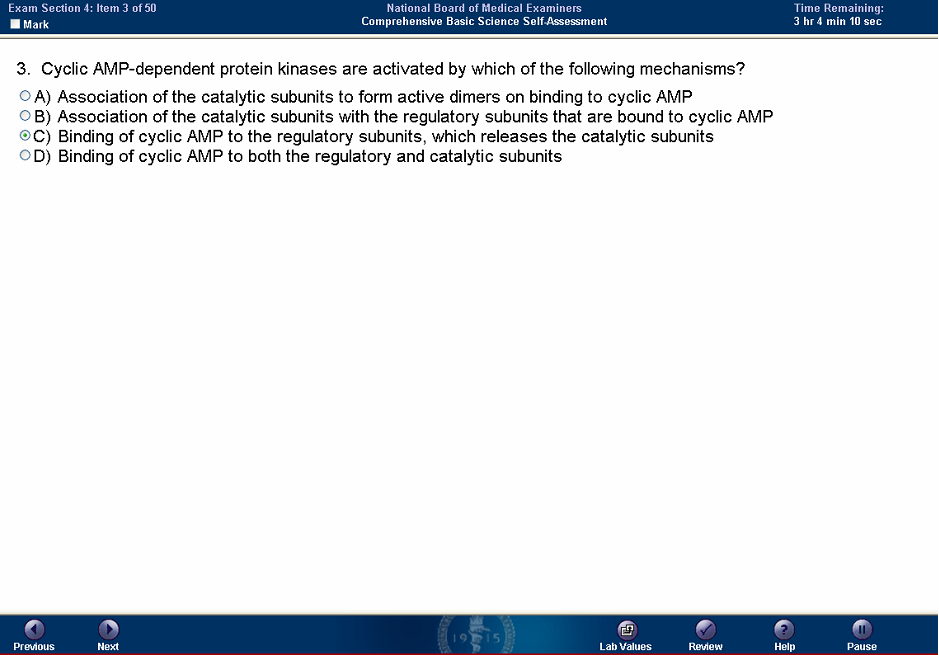 Exam Section 4: Item 3 of 50
National Board of Medical Examiners
Time Remaining:
Mark
Comprehensive Basic Science Self-Assessment
3 hr 4 min 10 sec
3. Cyclic AMP-dependent protein kinases are activated by which of the following mechanisms?
A) Association of the catalytic subunits to form active dimers on binding to cyclic AMP
B) Association of the catalytic subunits with the regulatory subunits that are bound to cyclic AMP
C) Binding of cyclic AMP to the regulatory subunits, which releases the catalytic subunits
D) Binding of cyclic AMP to both the regulatory and catalytic subunits
1915
Previous Next Lab Values Review Help Pause